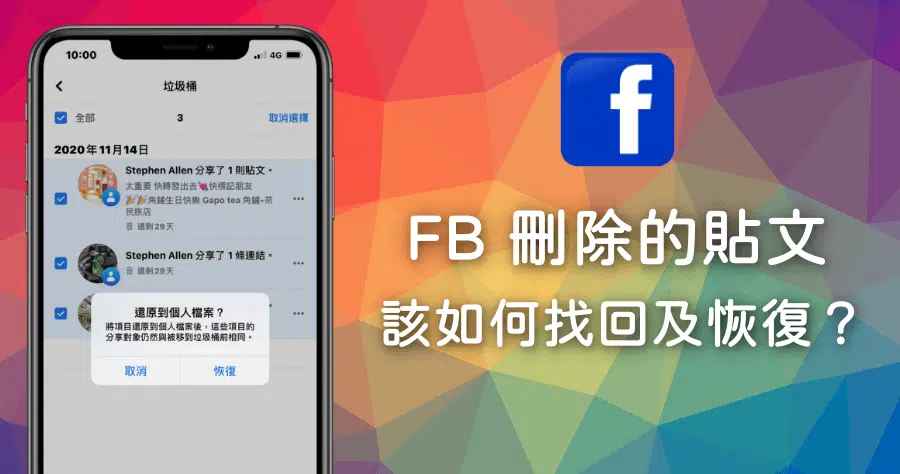 10:00
4G
垃圾桶
全部
3
取消選擇
2020年11月14日
Stephen Allen 分享了 1 則貼文。
太重要 快轉發出去💘快標記朋友
🎉🎉角鋪生日快樂 Gapo tea 角鋪•茶
民族店
還剩29天
Stephen Allen 分享了 1 條連結。
還剩29天
還原到個人檔案？
將項目還原到個人檔案後，這些項目的
分享對象仍然與被移到垃圾桶前相同。
取消
恢復
f
FB 刪除的貼文
該如何找回及恢復？